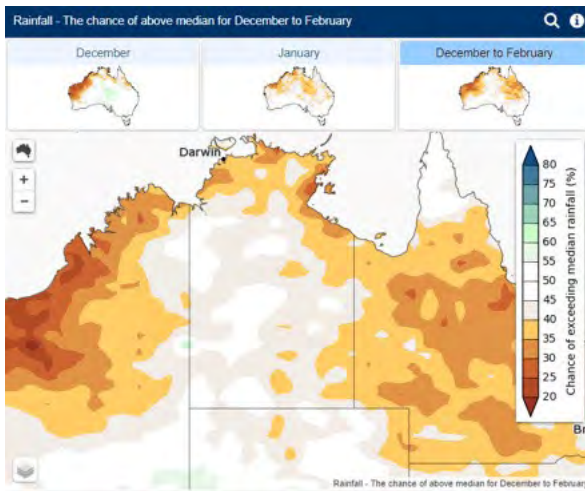 Rainfall - The chance of above median for December to February
December
January
December to February
Darwin
+
−
80
75
70
65
60
55
50
45
40
35
30
25
20
Chance of exceeding median rainfall (%)
Br
Rainfall - The chance of above median for December to February